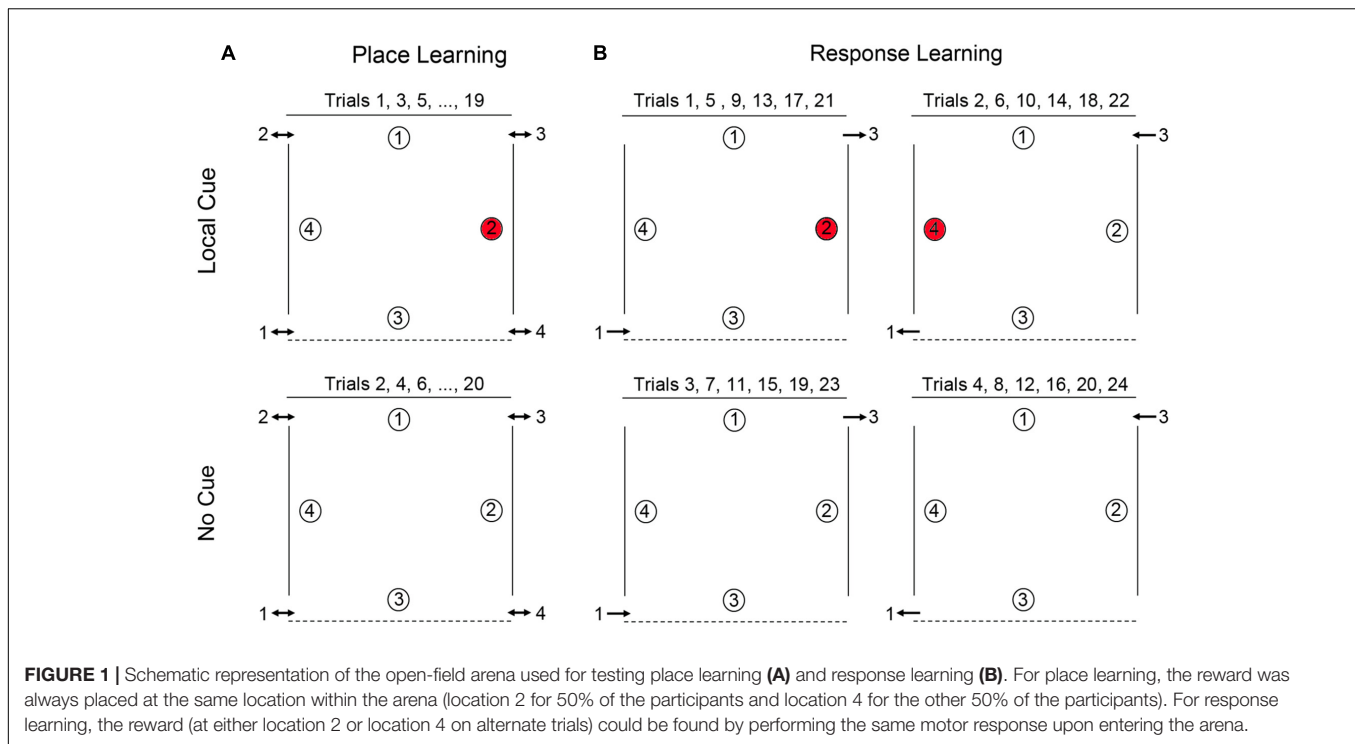 A Place Learning B Response Learning
Trials 1, 3, 5, ..., 19 Trials 1, 5 , 9, 13, 17, 21 Trials 2, 6, 10, 14, 18, 22
2 1 3 1 3 1 3
Local Cue
4 2 4 2 4 2
3 3 3
1 4 1 1
Trials 2, 4, 6, ..., 20 Trials 3, 7, 11, 15, 19, 23 Trials 4, 8, 12, 16, 20, 24
2 1 3 1 3 1 3
No Cue
4 2 4 2 4 2
3 3 3
1 4 1 1
FIGURE 1 | Schematic representation of the open-field arena used for testing place learning (A) and response learning (B). For place learning, the reward was
always placed at the same location within the arena (location 2 for 50% of the participants and location 4 for the other 50% of the participants). For response
learning, the reward (at either location 2 or location 4 on alternate trials) could be found by performing the same motor response upon entering the arena.